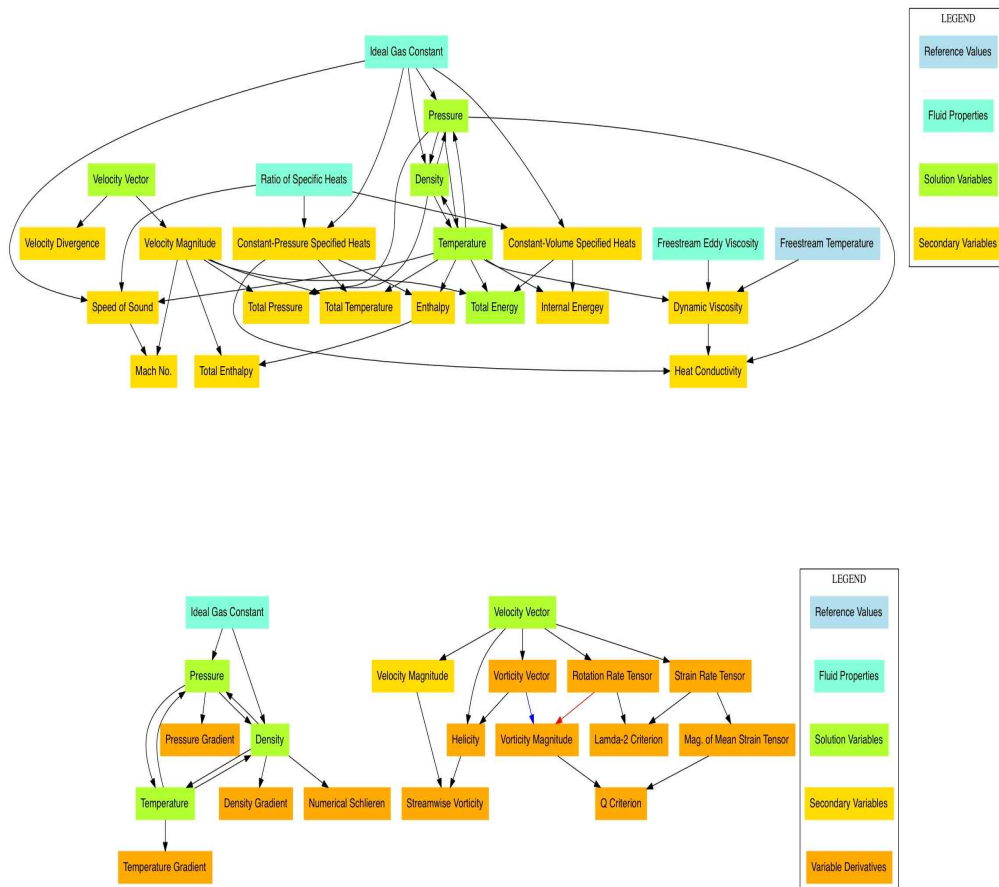 LEGEND
Ideal Gas Constant
Reference Values
Pressure
Fluid Properties
Velocity Vector
Ratio of Specific Heats
Density
Solution Variables
Velocity Divergence
Velocity Magnitude
Constant-Pressure Specified Heats
Temperature
Constant-Volume Specified Heats
Freestream Eddy Viscosity
Freestream Temperature
Secondary Variables
Speed of Sound
Total Pressure
Total Temperature
Enthalpy
Total Energy
Internal Energey
Dynamic Viscosity
Mach No.
Total Enthalpy
Heat Conductivity
LEGEND
Ideal Gas Constant
Velocity Vector
Reference Values
Pressure
Velocity Magnitude
Vorticity Vector
Rotation Rate Tensor
Strain Rate Tensor
Fluid Properties
Pressure Gradient
Density
Helicity
Vorticity Magnitude
Lamda-2 Criterion
Mag. of Mean Strain Tensor
Solution Variables
Temperature
Density Gradient
Numerical Schlieren
Streamwise Vorticity
Q Criterion
Secondary Variables
Temperature Gradient
Variable Derivatives